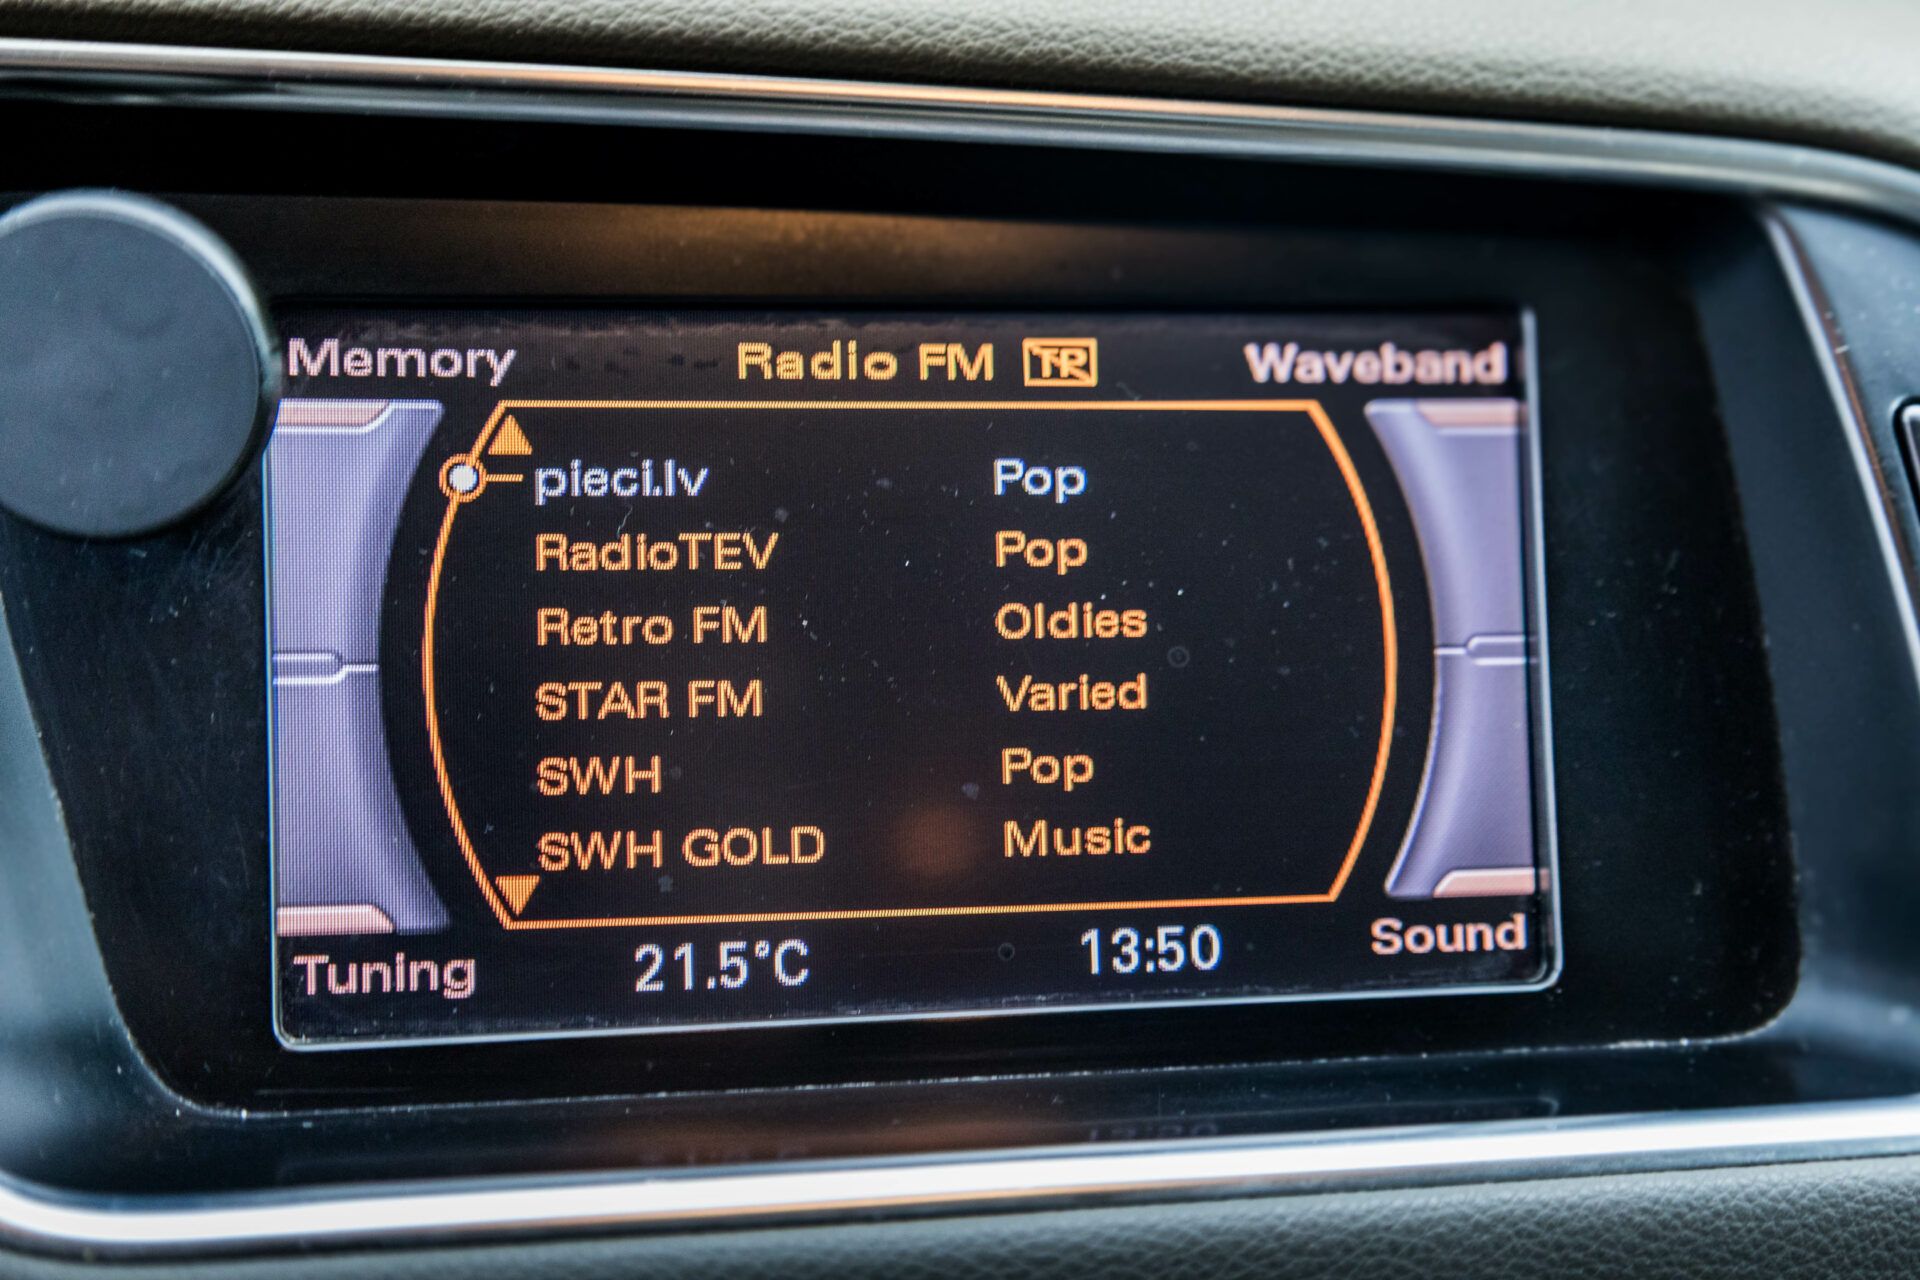 Memory Radio FM TP Waveband
pieci.lv Pop
RadioTEV Pop
Retro FM Oldies
STAR FM Varied
SWH Pop
SWH GOLD Music
Tuning 21.5°C 13:50 Sound